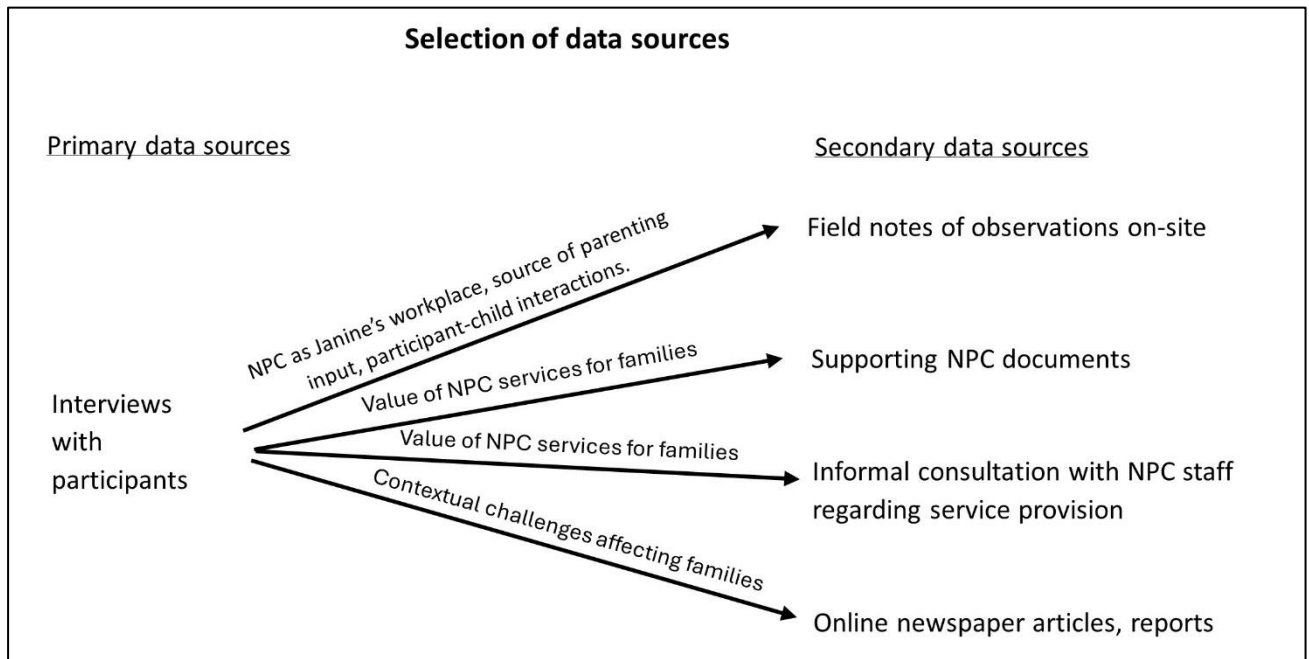 Selection of data sources
Primary data sources
Secondary data sources
NPC as Janine’s workplace, source of parenting
input, participant-child interactions.
Field notes of observations on-site
Value of NPC services for families
Supporting NPC documents
Interviews
with
participants
Value of NPC services for families
Informal consultation with NPC staff
regarding service provision
Contextual challenges affecting families
Online newspaper articles, reports